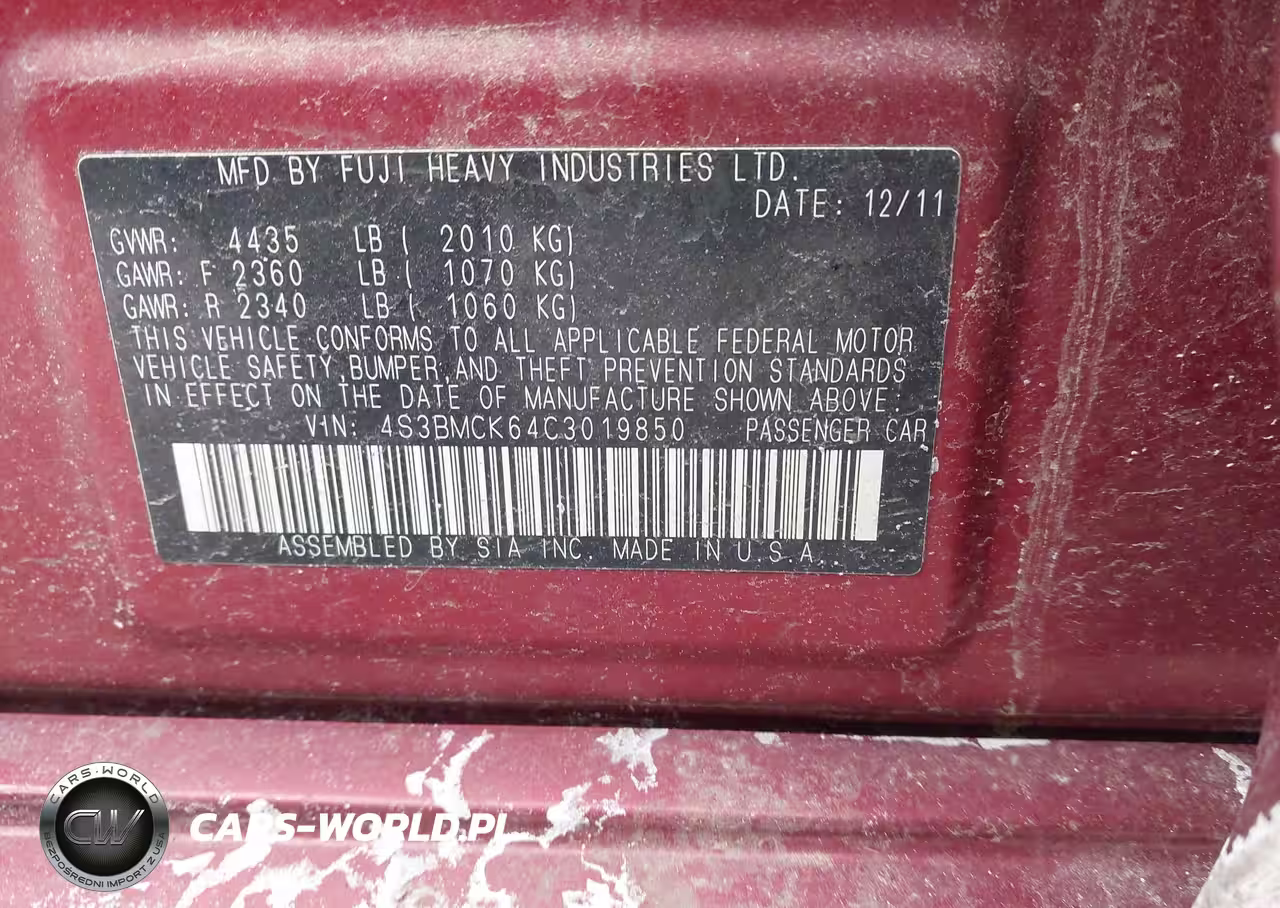 MFD BY FUJI HEAVY INDUSTRIES LTD.
DATE: 12/11
GVWR: 4435 LB ( 2010 KG)
GAWR: F 2360 LB ( 1070 KG)
GAWR: R 2340 LB ( 1060 KG)
THIS VEHICLE CONFORMS TO ALL APPLICABLE FEDERAL MOTOR
VEHICLE SAFETY, BUMPER, AND THEFT PREVENTION STANDARDS
IN EFFECT ON THE DATE OF MANUFACTURE SHOWN ABOVE:
VIN: 4S3BMCK64C3019850 PASSENGER CAR
ASSEMBLED BY SIA INC. MADE IN U.S.A.
CARS-WORLD
CW
BEZPOŚREDNI IMPORT Z USA
CARS-WORLD.PL